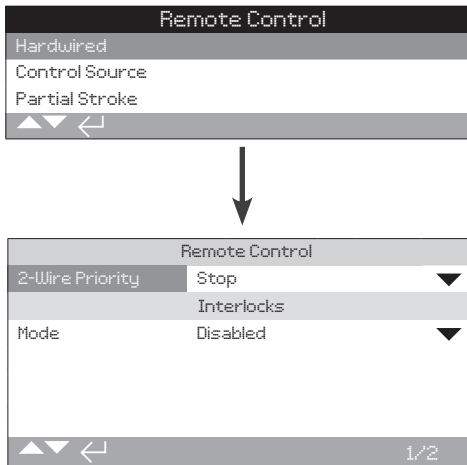 Remote Control
Hardwired
Control Source
Partial Stroke
Remote Control
2-Wire Priority Stop
Interlocks
Mode Disabled
1/2